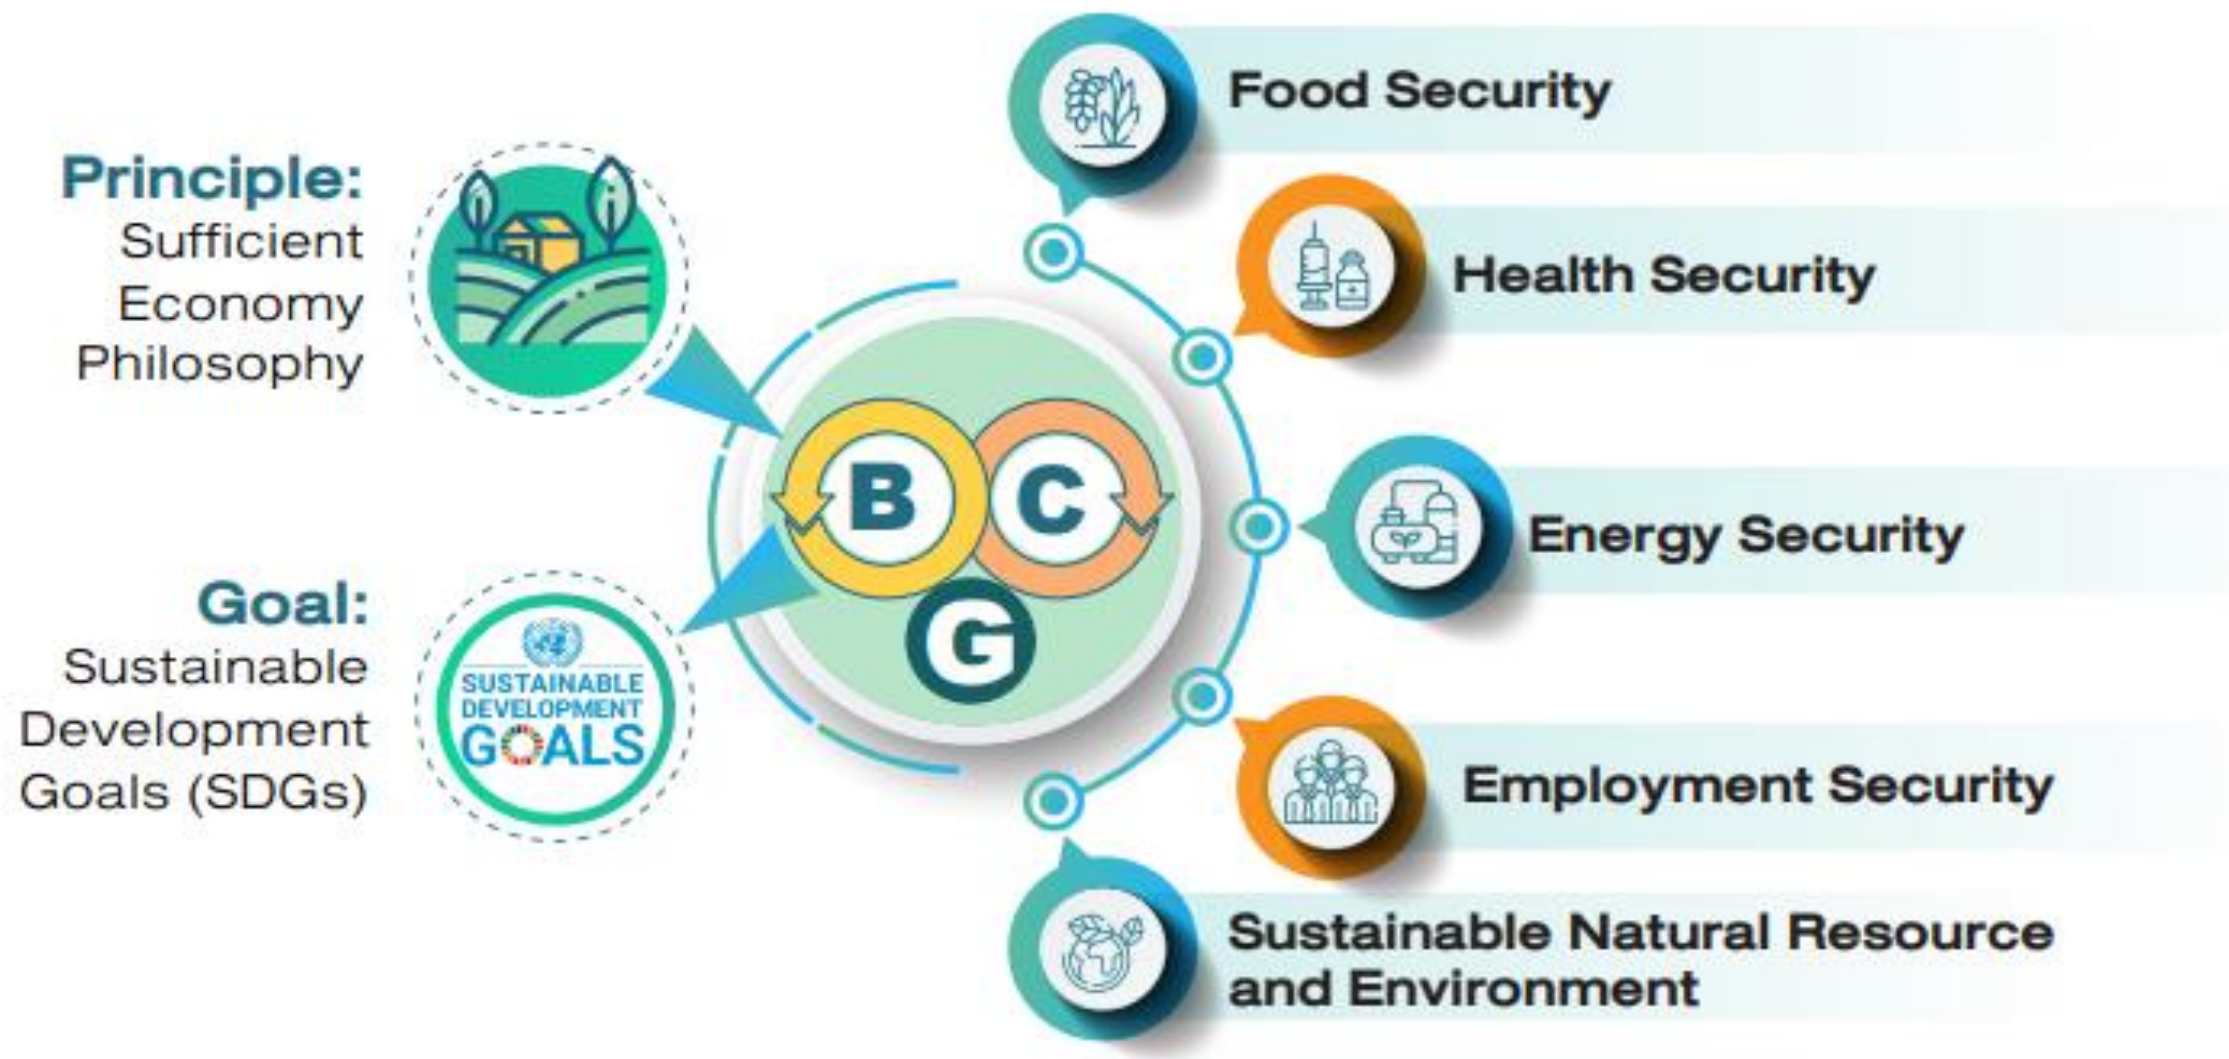 Principle:
Sufficient
Economy
Philosophy
Goal:
Sustainable
Development
Goals (SDGs)
SUSTAINABLE
DEVELOPMENT
GOALS
B C
G
Food Security
Health Security
Energy Security
Employment Security
Sustainable Natural Resource
and Environment